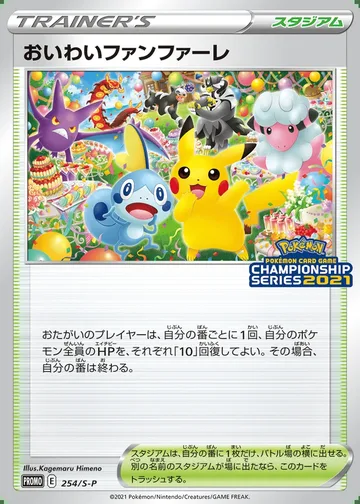 TRAINER'S
スタジアム
おいわいファンファーレ
Pokémon
POKÉMON CARD GAME
CHAMPIONSHIP
SERIES 2021
おたがいのプレイヤーは、自分の番ごとに1回、自分のポケ
モン全員のHPを、それぞれ「10」回復してよい。その場合、
自分の番は終わる。
Illus.Kagemaru Himeno
PROMO E 254/S-P
スタジアムは、自分の番に1枚だけ、バトル場の横に出せる。
別の名前のスタジアムが場に出たなら、このカードを
トラッシュする。
©2021 Pokémon/Nintendo/Creatures/GAME FREAK.